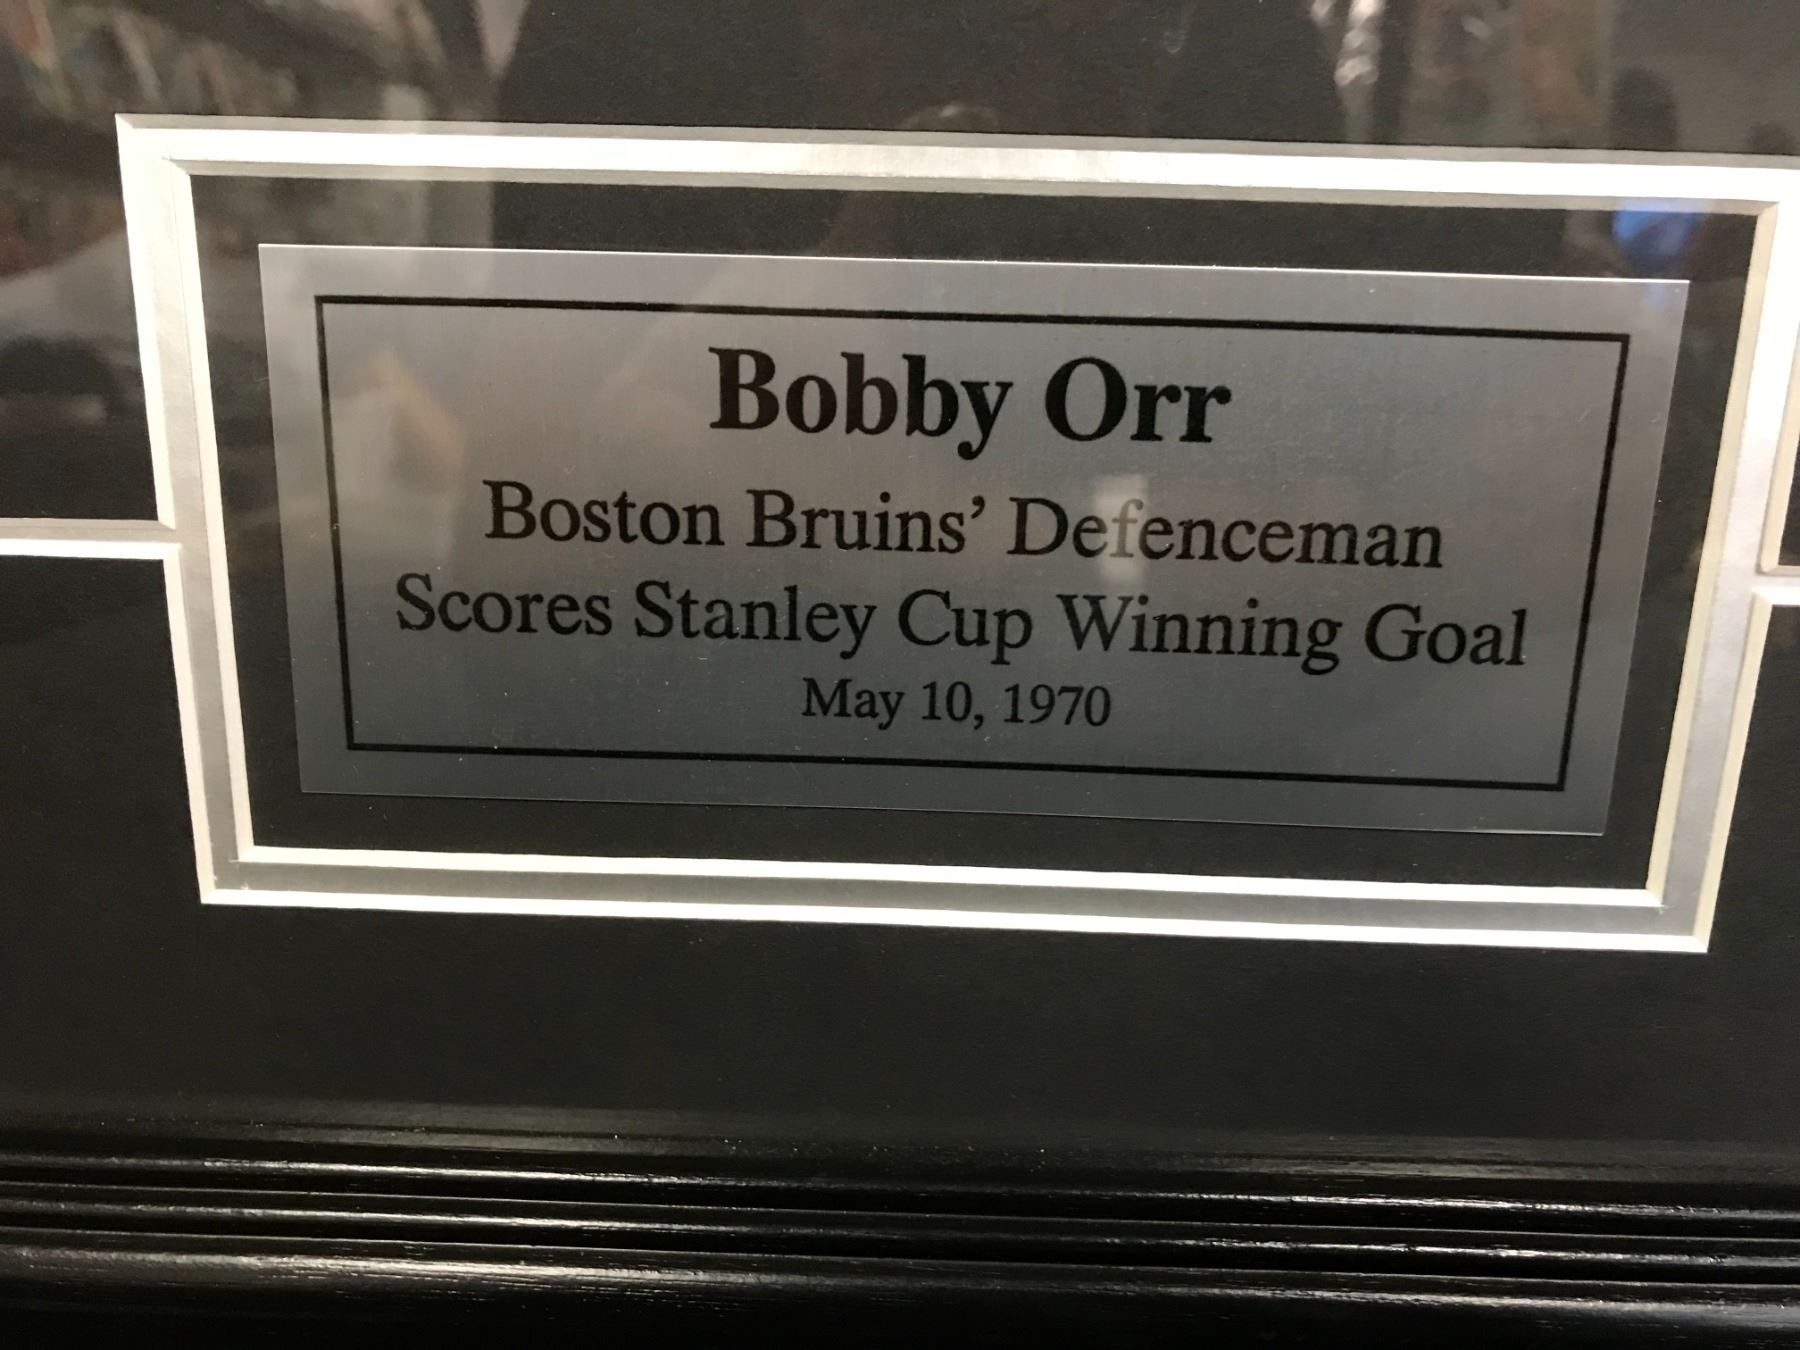 Bobby Orr
Boston Bruins’ Defenceman
Scores Stanley Cup Winning Goal
May 10, 1970